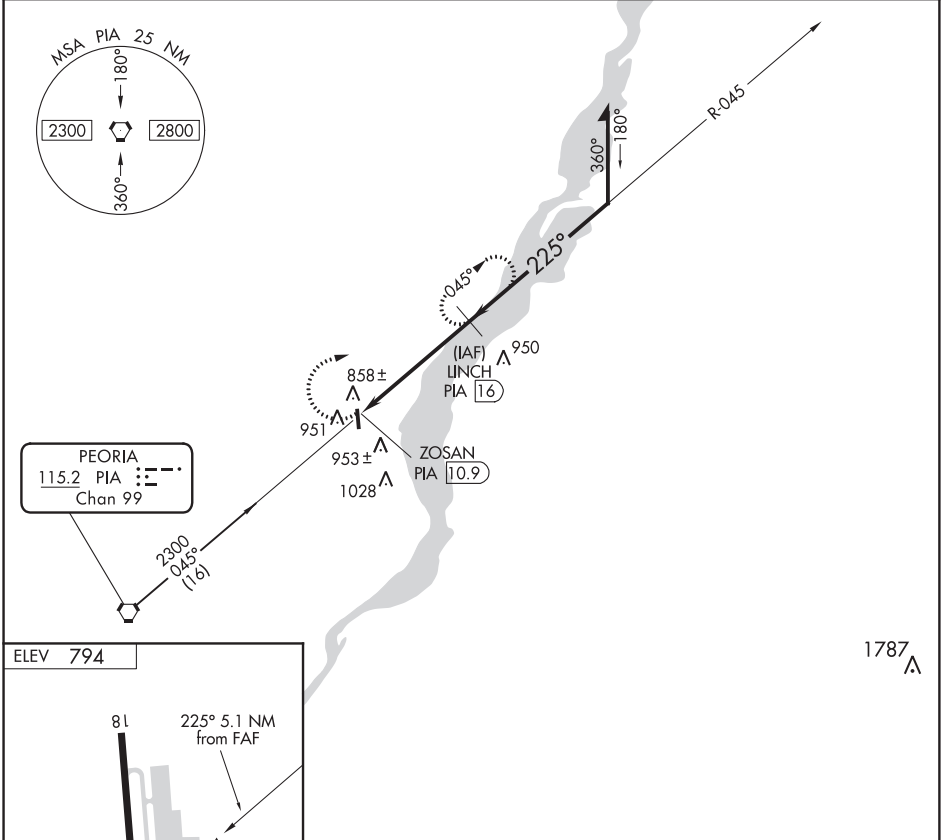 MSA PIA 25 NM
180°
2300
2800
360°
R-045
360°
180°
225°
045°
(IAF)
LINCH
PIA 16
950
858±
951
953±
1028
ZOSAN
PIA 10.9
PEORIA
115.2 PIA
Chan 99
2300
045°
(16)
1787
ELEV 794
18
225° 5.1 NM
from FAF